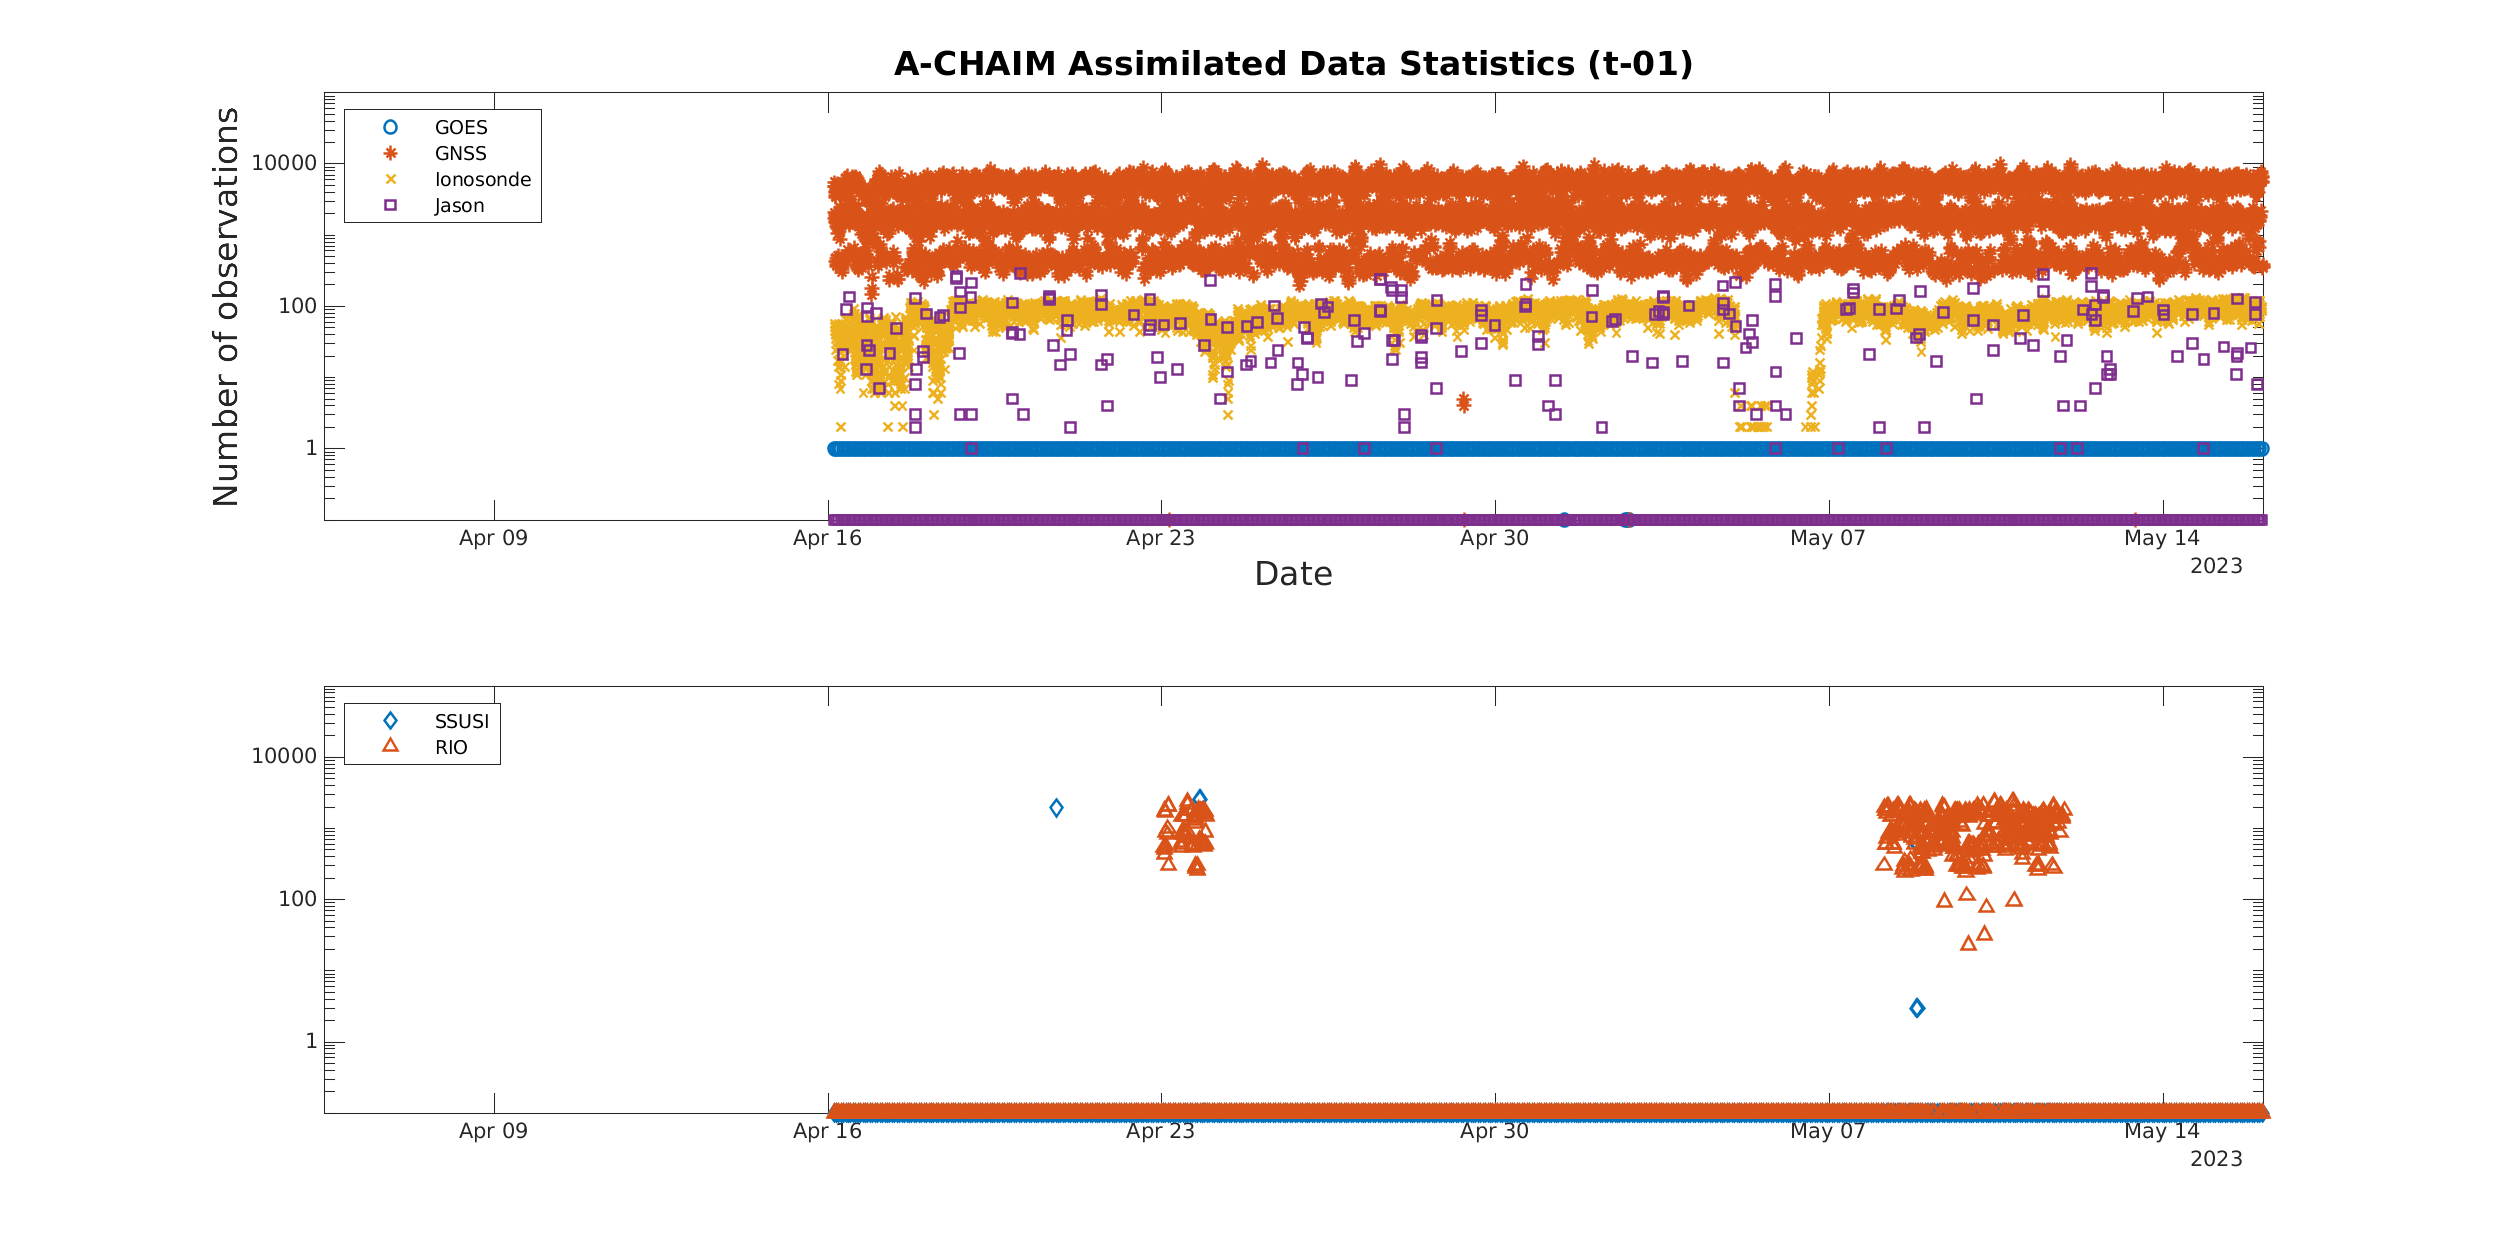 A-CHAIM Assimilated Data Statistics (t-01)
Number of observations
10000
100
1
GOES
GNSS
Ionosonde
Jason
Apr 09 Apr 16 Apr 23 Apr 30 May 07 May 14
2023
Date
10000
100
1
SSUSI
RIO
Apr 09 Apr 16 Apr 23 Apr 30 May 07 May 14
2023